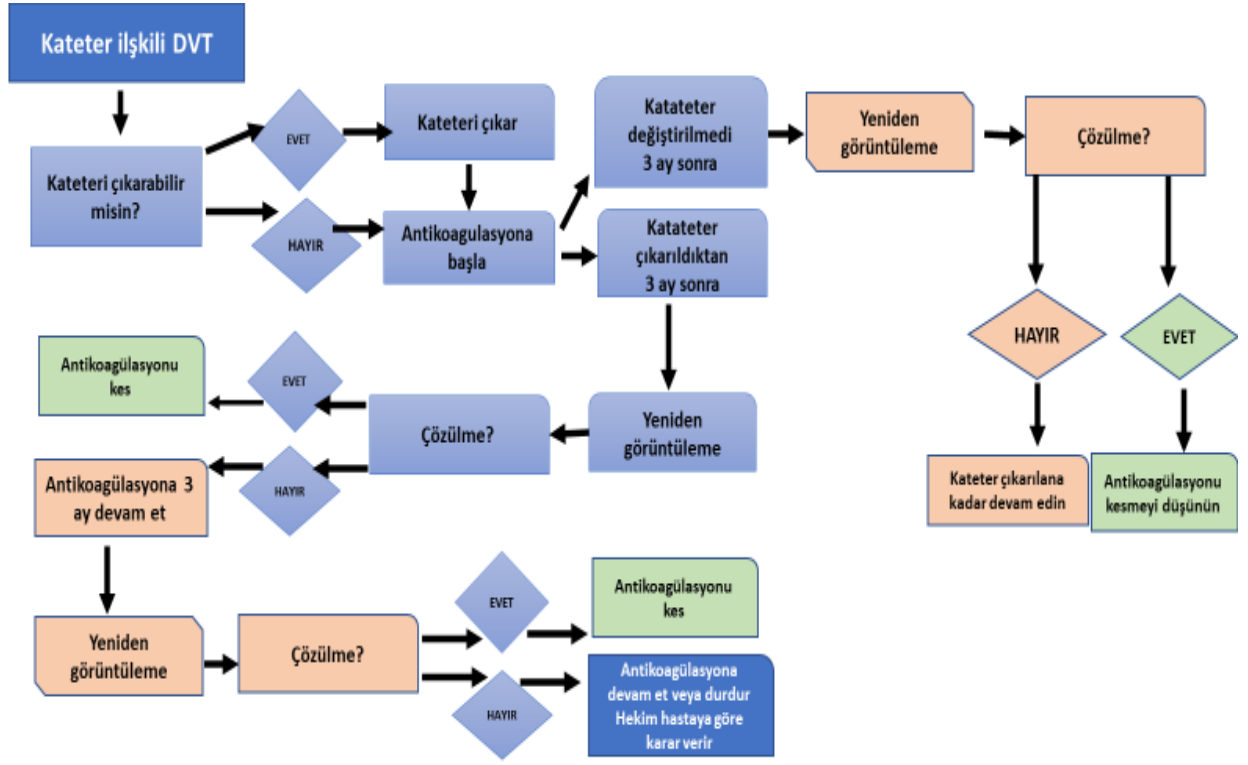 Kateter ilşkili DVT
Kateteri çıkarabilir
misin?
EVET
HAYIR
Kateteri çıkar
Antikoagulasyona
başla
Katateter
değiştirilmedi
3 ay sonra
Katateter
çıkarıldıktan
3 ay sonra
Yeniden
görüntüleme
Çözülme?
HAYIR
EVET
Kateter çıkarılana
kadar devam edin
Antikoagülasyonu
kesmeyi düşünün
Yeniden
görüntüleme
Çözülme?
EVET
HAYIR
Antikoagülasyonu
kes
Antikoagülasyona 3
ay devam et
Yeniden
görüntüleme
Çözülme?
EVET
HAYIR
Antikoagülasyonu
kes
Antikoagülasyona
devam et veya durdur
Hekim hastaya göre
karar verir